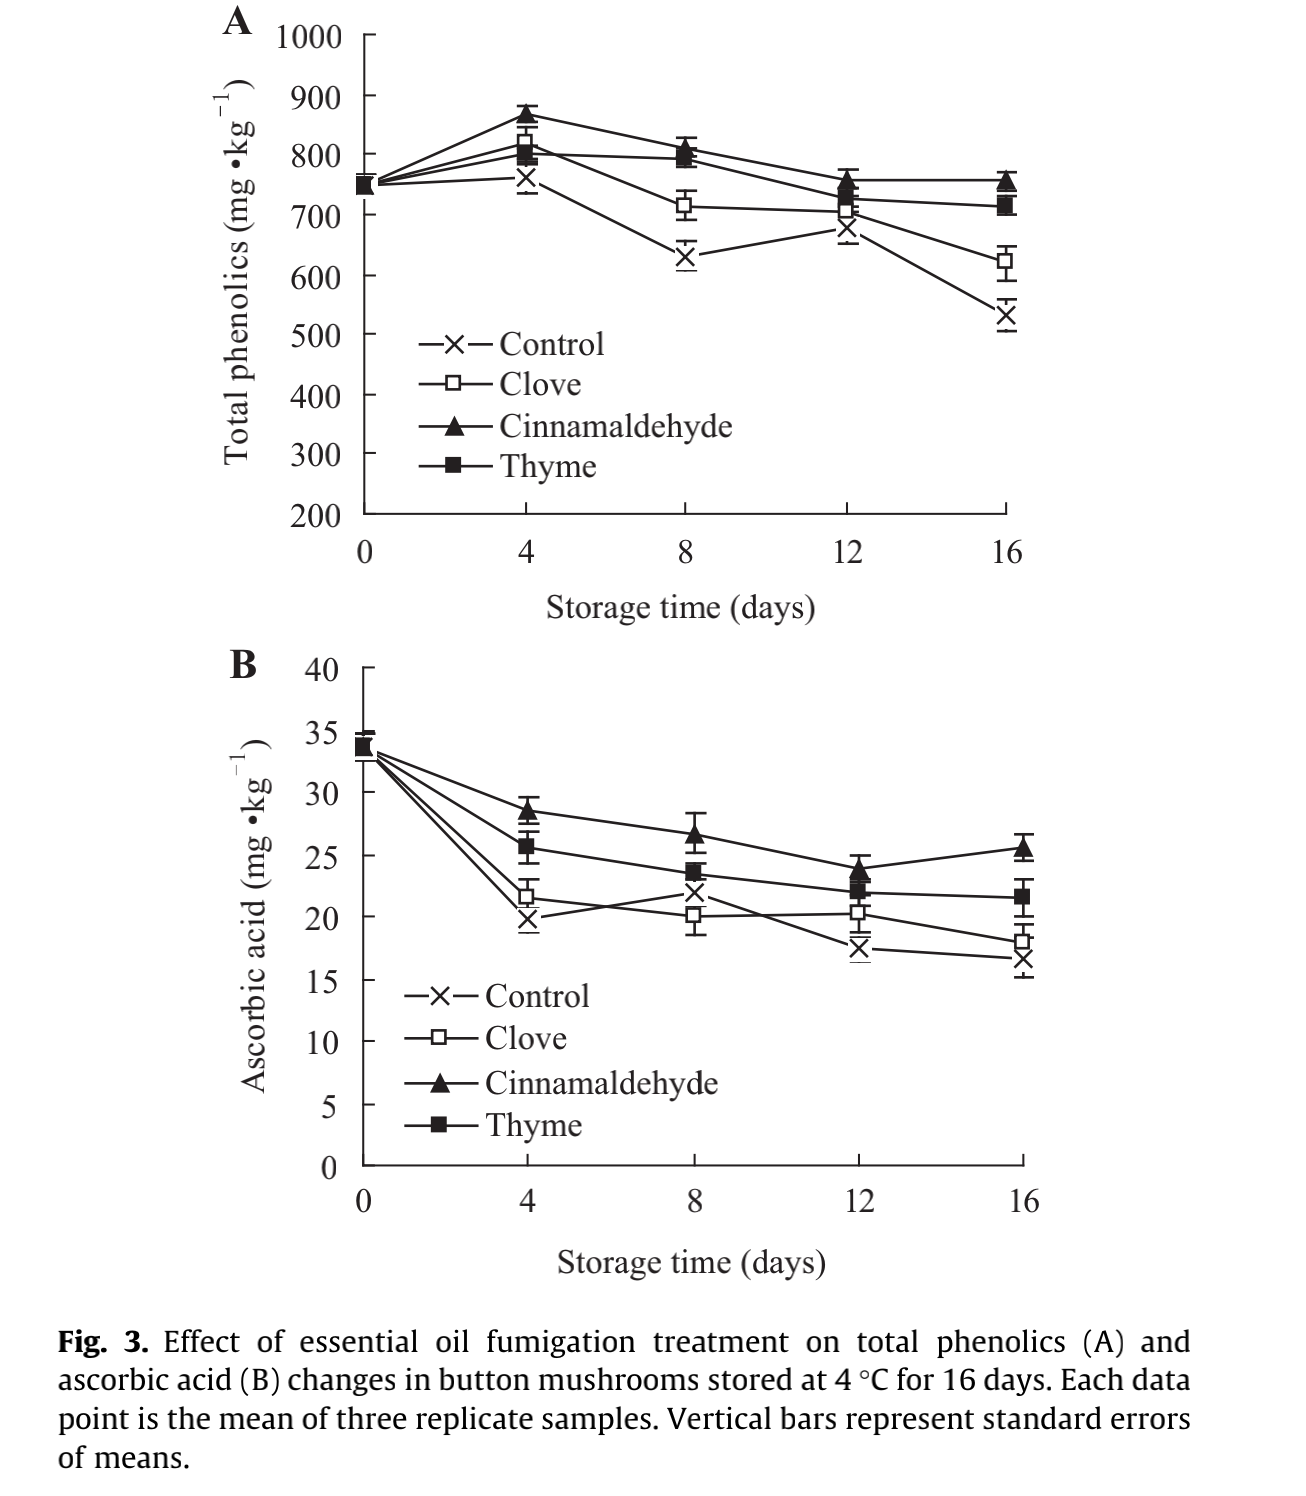 A
1000
900
800
700
600
500
400
300
200
Total phenolics (mg •kg⁻¹)
Control
Clove
Cinnamaldehyde
Thyme
0 4 8 12 16
Storage time (days)
B
40
35
30
25
20
15
10
5
0
Ascorbic acid (mg •kg⁻¹)
Control
Clove
Cinnamaldehyde
Thyme
0 4 8 12 16
Storage time (days)
Fig. 3. Effect of essential oil fumigation treatment on total phenolics (A) and
ascorbic acid (B) changes in button mushrooms stored at 4 °C for 16 days. Each data
point is the mean of three replicate samples. Vertical bars represent standard errors
of means.